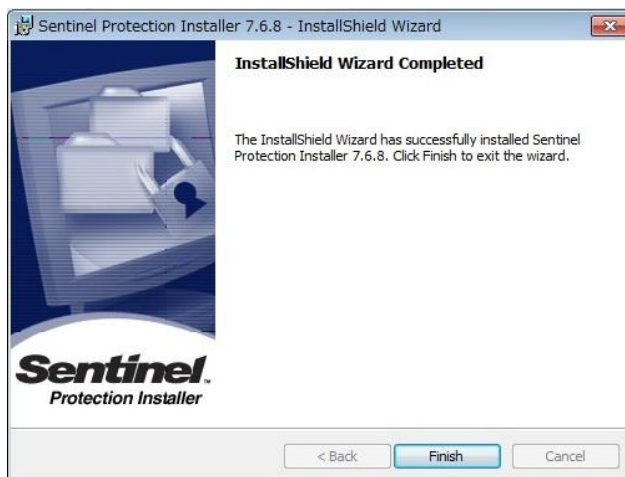 Sentinel Protection Installer 7.6.8 - InstallShield Wizard
InstallShield Wizard Completed
The InstallShield Wizard has successfully installed Sentinel
Protection Installer 7.6.8. Click Finish to exit the wizard.
Sentinel™
Protection Installer
< Back
Finish
Cancel